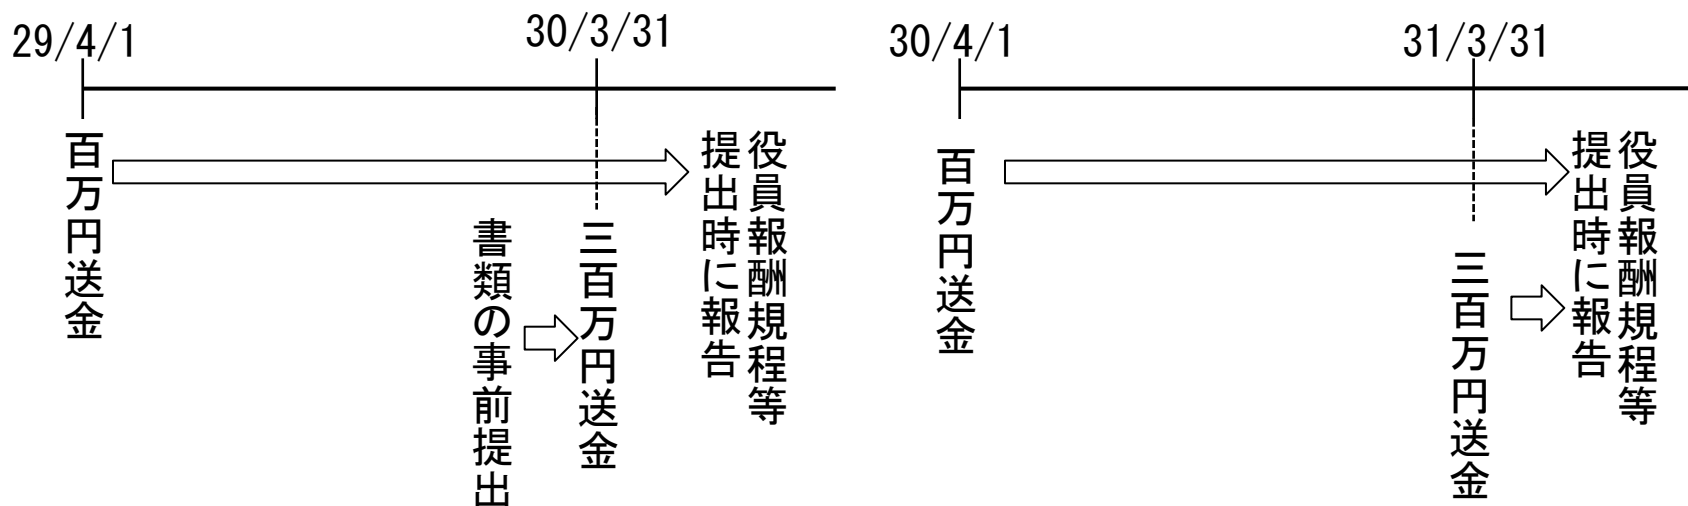 29/4/1
30/3/31
百万円送金
書類の事前提出
三百万円送金
役員報酬規程等
提出時に報告
30/4/1
31/3/31
百万円送金
三百万円送金
役員報酬規程等
提出時に報告